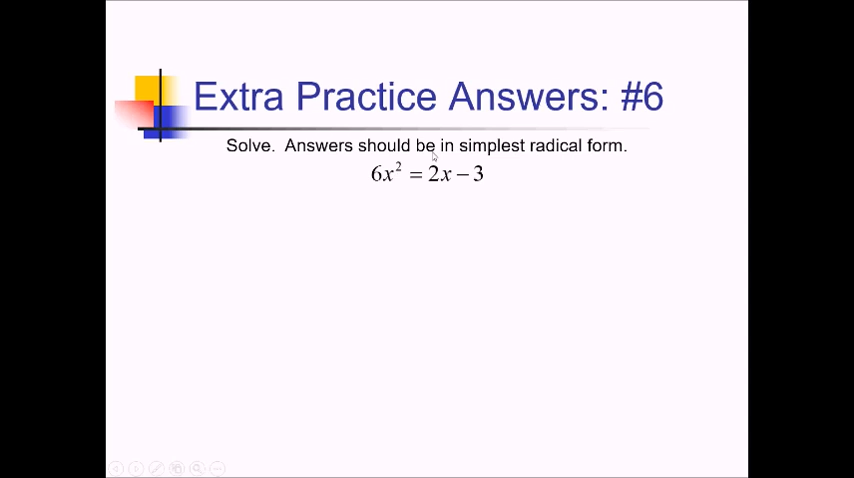 Extra Practice Answers: #6
Solve. Answers should be in simplest radical form.
6x² = 2x − 3